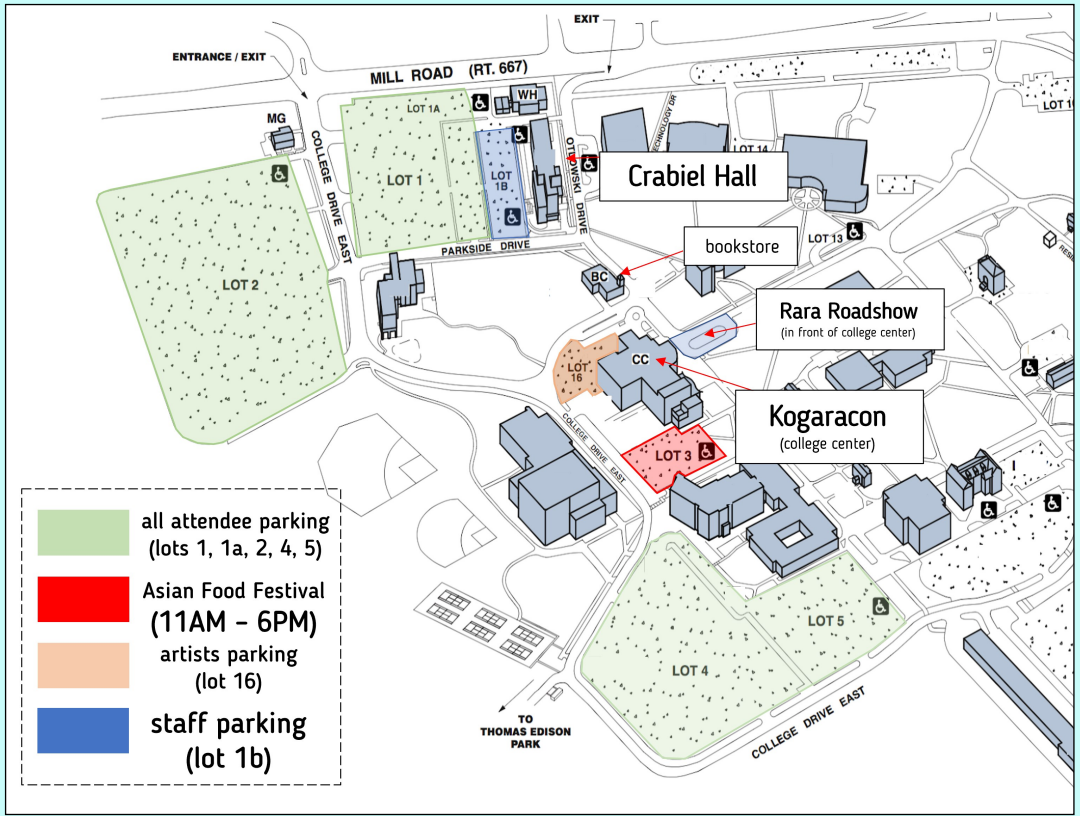 EXIT
ENTRANCE / EXIT
MILL ROAD (RT. 667)
WH
LOT 1A
LOT 10
MG
COLLEGE DRIVE EAST
LOT 1
LOT
1B
OTLOWSKI DRIVE
TECHNOLOGY DR
LOT 14
Crabiel Hall
PARKSIDE DRIVE
LOT 13
bookstore
BC
LOT 2
Rara Roadshow
(in front of college center)
CC
LOT
16
Kogaracon
(college center)
COLLEGE DRIVE EAST
LOT 3
all attendee parking
(lots 1, 1a, 2, 4, 5)
Asian Food Festival
(11AM - 6PM)
artists parking
(lot 16)
staff parking
(lot 1b)
LOT 5
LOT 4
TO
THOMAS EDISON
PARK
COLLEGE DRIVE EAST